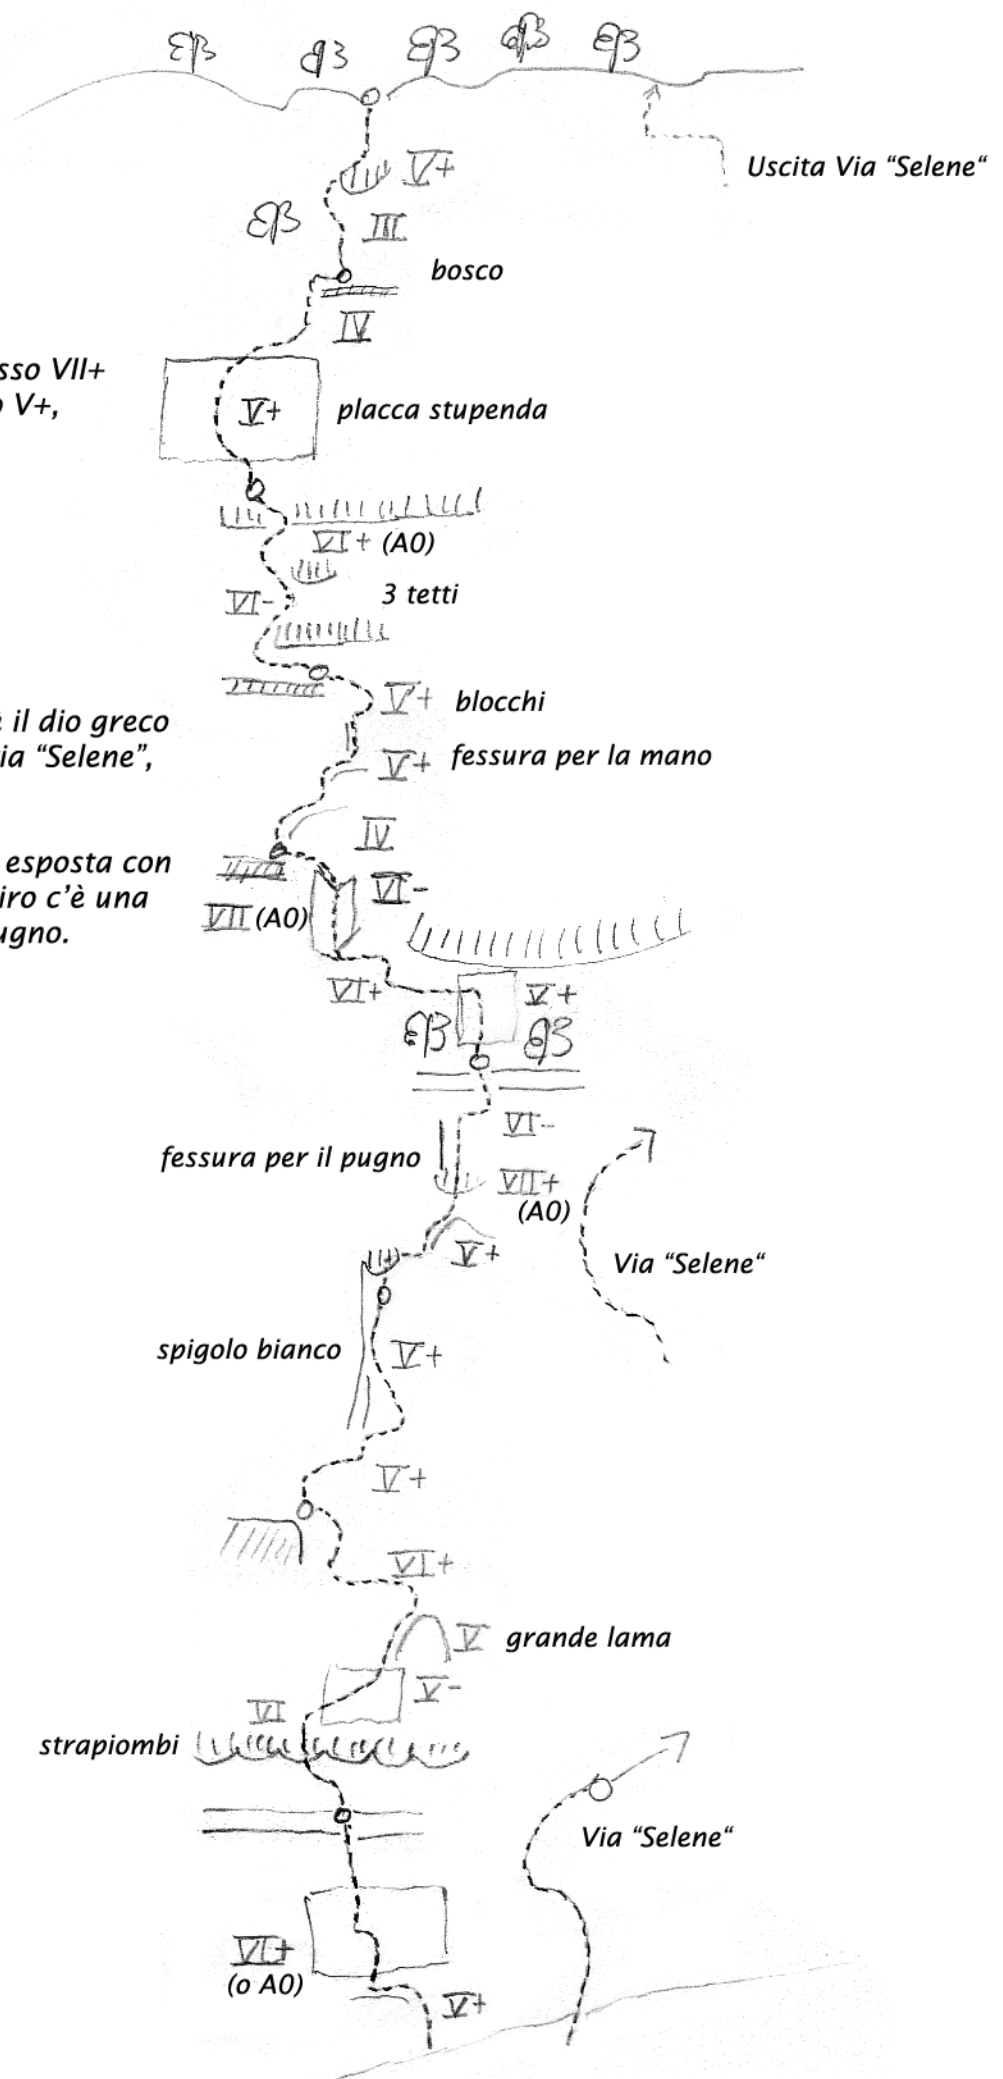 Uscita Via “Selene“
V+
III
bosco
IV
sso VII+
V+,
V+
placca stupenda
VI+ (A0)
3 tetti
VI-
V+ blocchi
è il dio greco
ia “Selene”,
V+ fessura per la mano
IV
esposta con
iro c’è una
ugno.
VI-
VII (A0)
VI+
V+
VI-
fessura per il pugno
VII+
(A0)
V+
Via “Selene“
spigolo bianco
V+
V+
VI+
V grande lama
V-
VI
strapiombi
Via “Selene“
VI+
(o A0)
V+